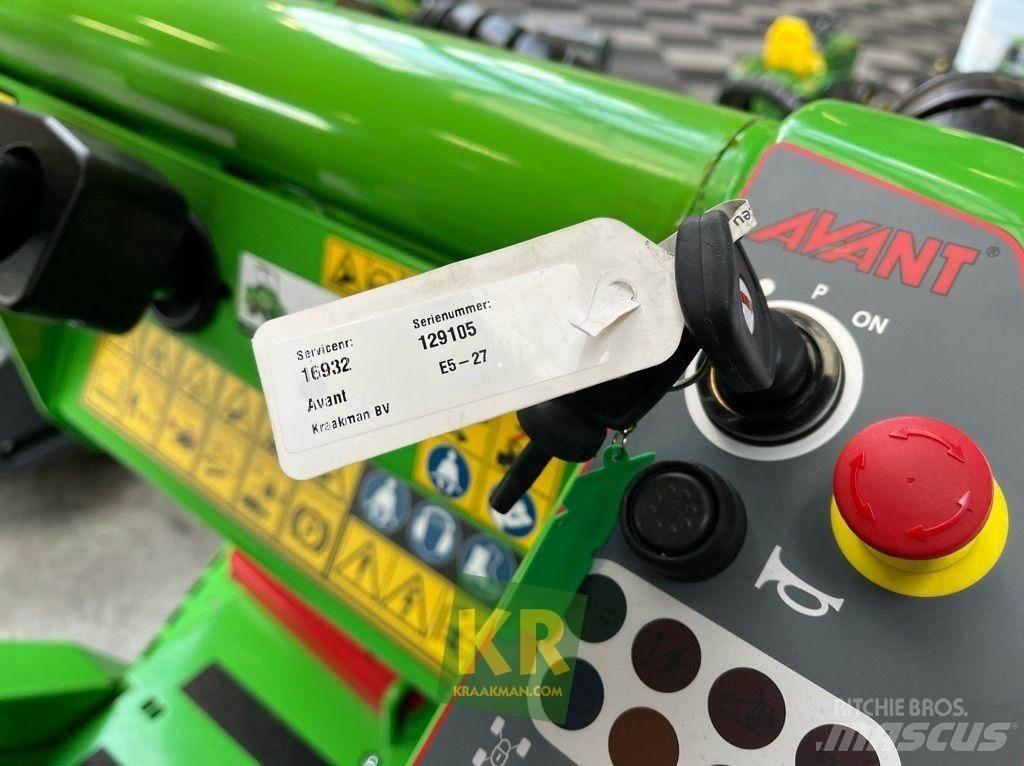 Servicenr:
16932
Avant
Kraakman BV
Serienummer:
129105
E5-27
AVANT®
P
ON
KR
KRAAKMAN.COM
RITCHIE BROS.
mascus